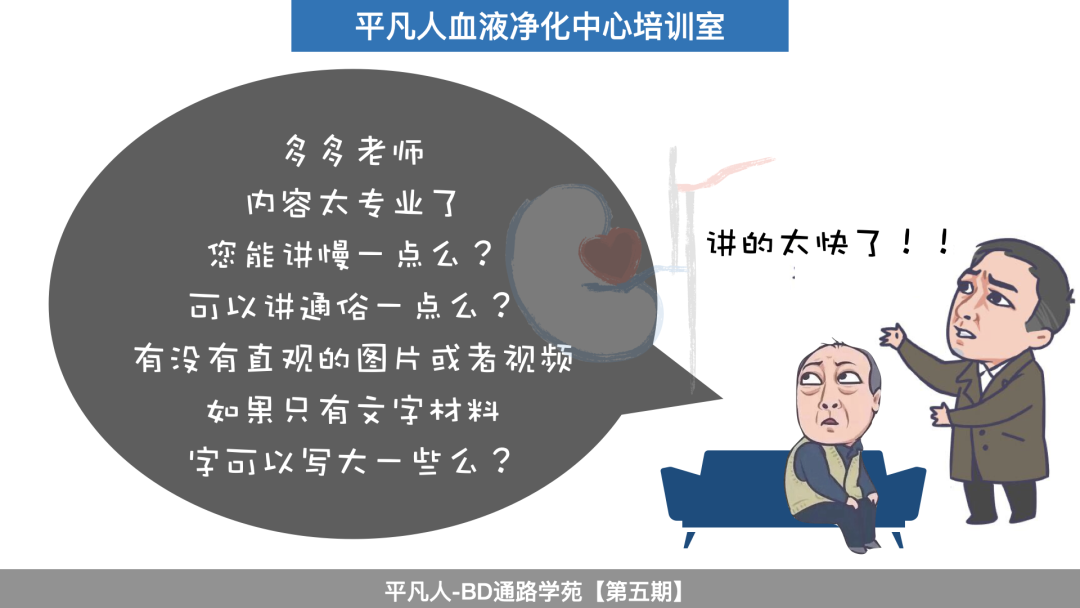 平凡人血液净化中心培训室
多多老师
内容太专业了
您能讲慢一点么？
可以讲通俗一点么？
有没有直观的图片或者视频
如果只有文字材料
字可以写大一些么？
讲的太快了！！
平凡人-BD通路学苑【第五期】